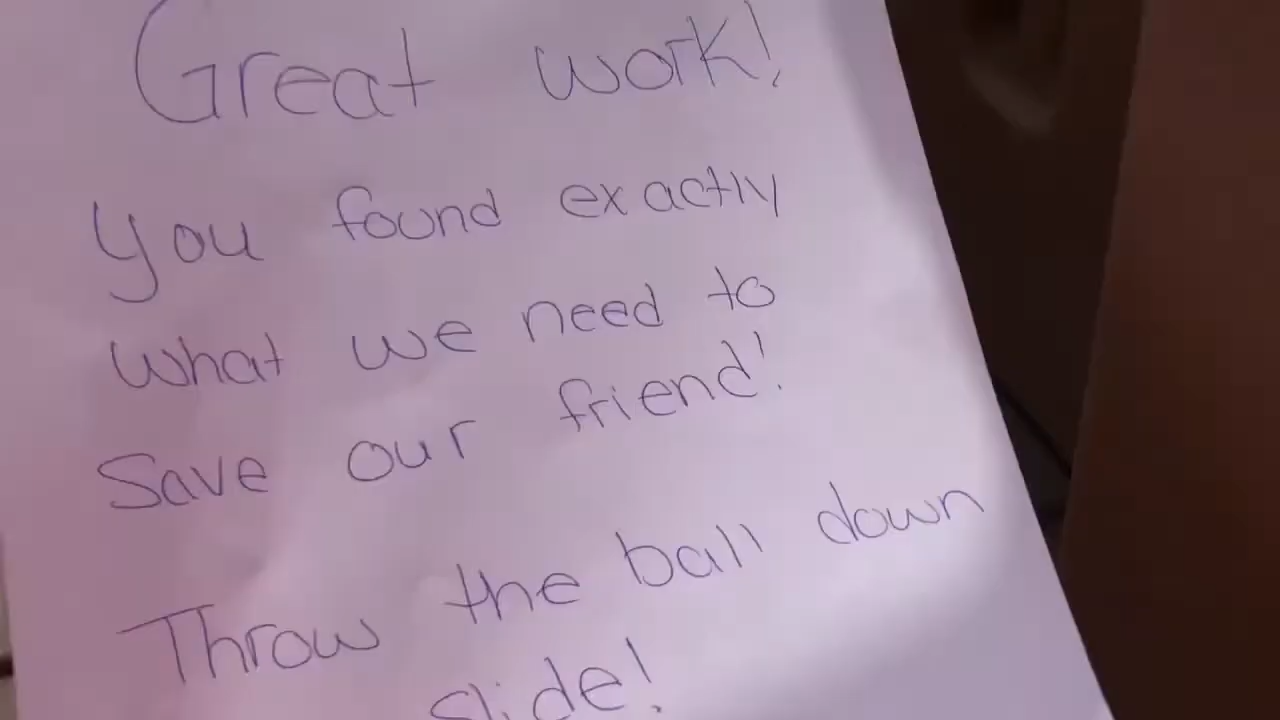 Great work!
You found exactly
what we need to
Save our friend!
Throw the ball down
slide!